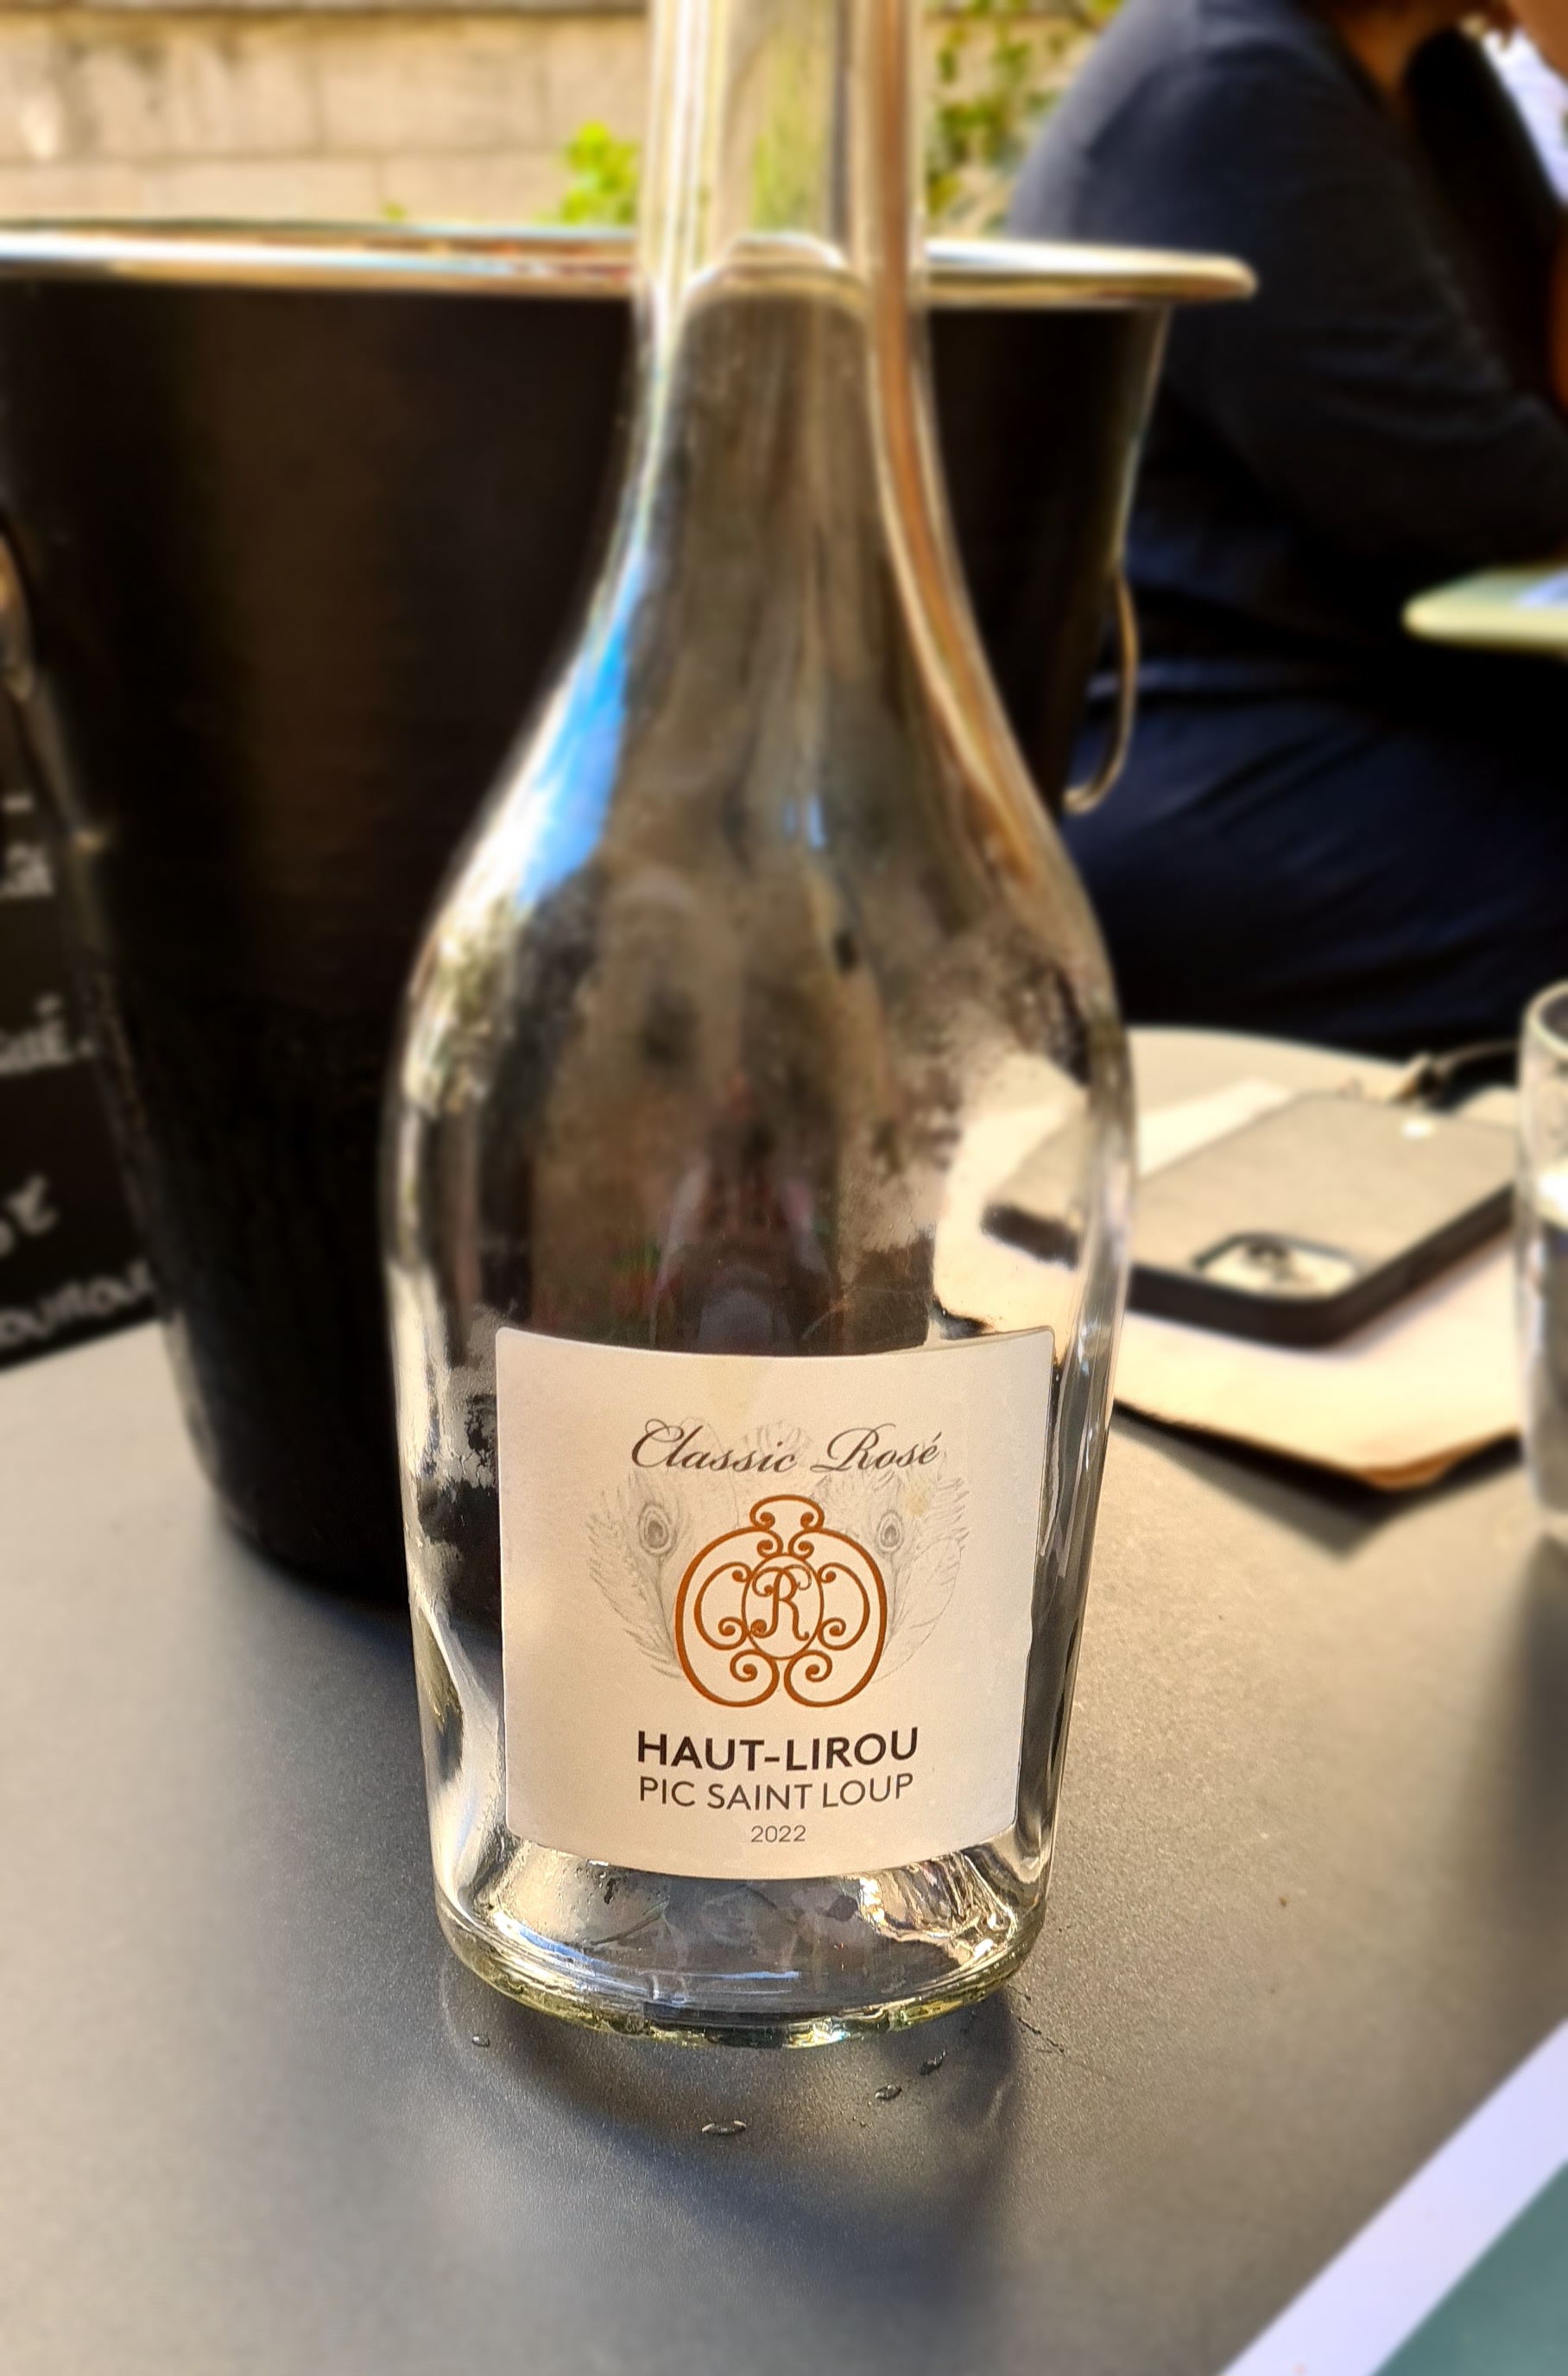 Classic Rosé
R
HAUT-LIROU
PIC SAINT LOUP
2022